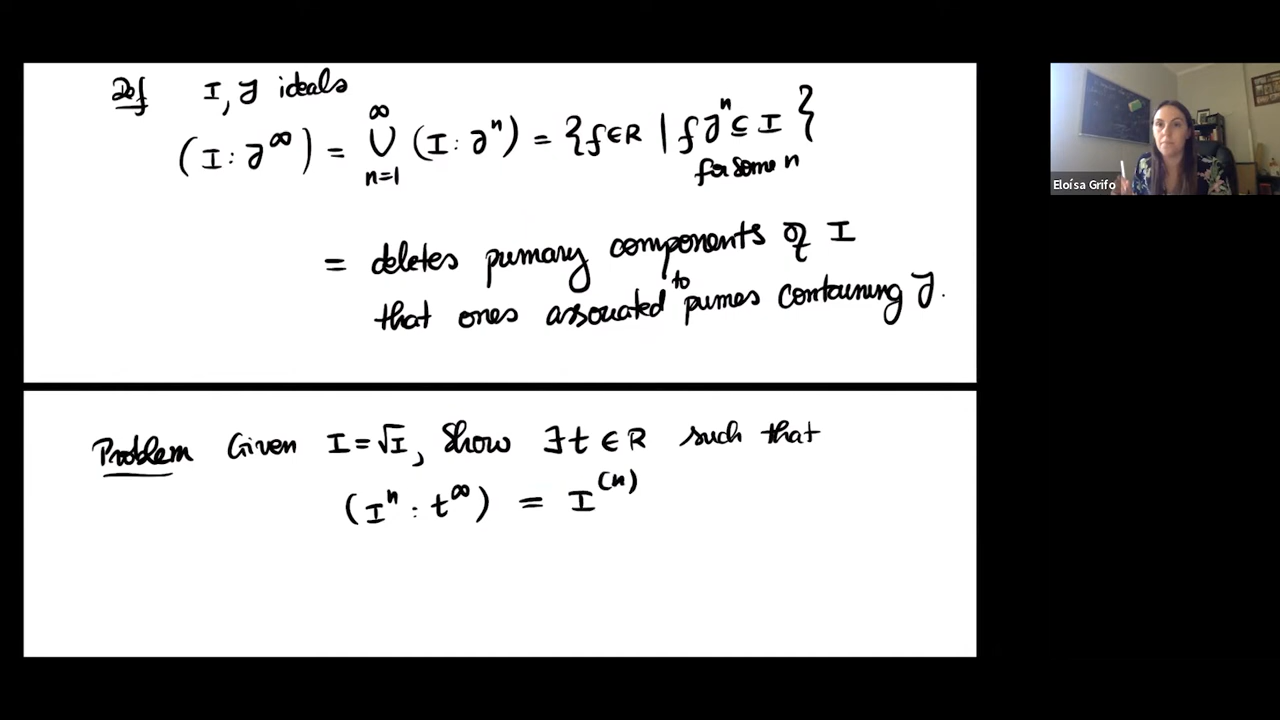 Def I, J ideals
(I : J^∞) = ⋃_{n=1}^{∞} (I : J^n) = {f ∈ R | f J^n ⊆ I for some n}
= deletes primary components of I
that ones associated to primes containing J.
Problem Given I = √I, Show ∃ t ∈ R such that
(I^n : t^∞) = I^(n)
Eloísa Grifo